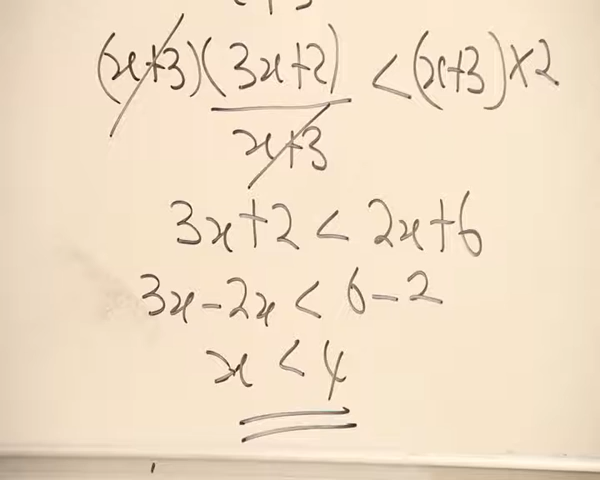 (x+3)(3x+2)/x+3 < (x+3)×2
3x+2 < 2x+6
3x-2x < 6-2
x < 4